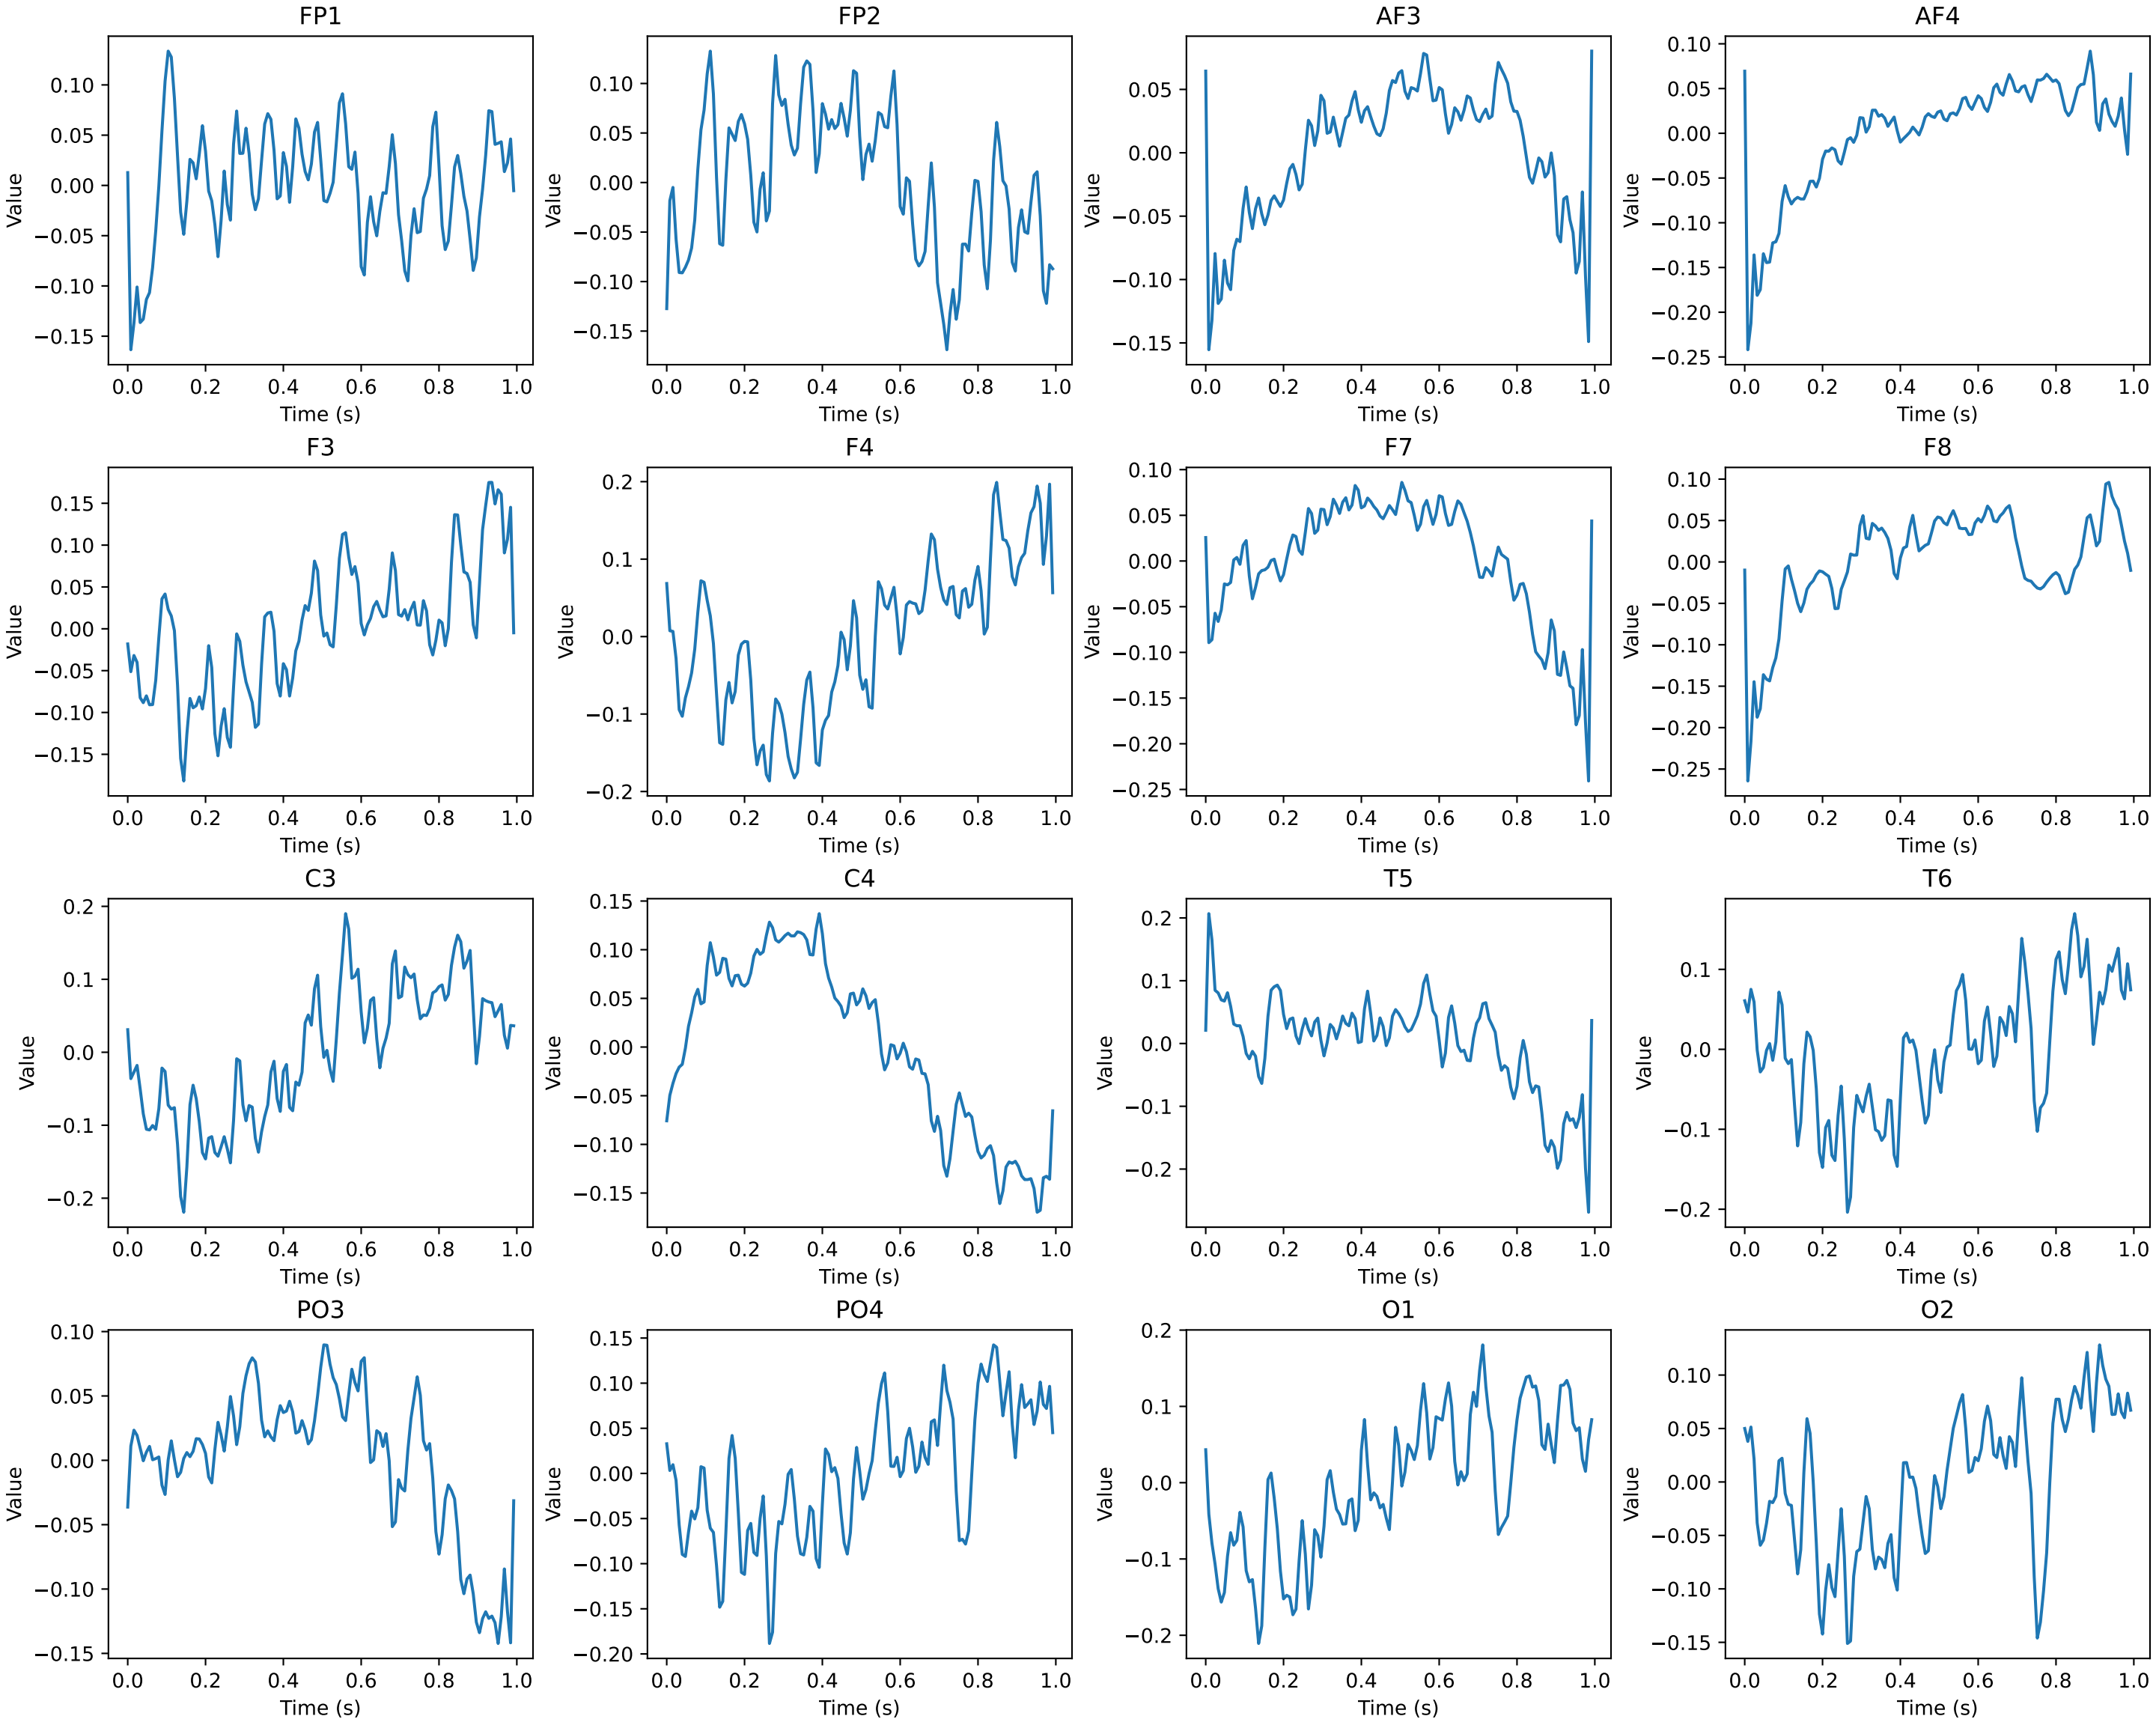 FP1 FP2 AF3 AF4
Value 0.10 0.05 0.00 −0.05 −0.10 −0.15
Value 0.10 0.05 0.00 −0.05 −0.10 −0.15
Value 0.05 0.00 −0.05 −0.10 −0.15
Value 0.10 0.05 0.00 −0.05 −0.10 −0.15 −0.20 −0.25
0.0 0.2 0.4 0.6 0.8 1.0 0.0 0.2 0.4 0.6 0.8 1.0 0.0 0.2 0.4 0.6 0.8 1.0 0.0 0.2 0.4 0.6 0.8 1.0
Time (s) Time (s) Time (s) Time (s)
F3 F4 F7 F8
Value 0.15 0.10 0.05 0.00 −0.05 −0.10 −0.15
Value 0.2 0.1 0.0 −0.1 −0.2
Value 0.10 0.05 0.00 −0.05 −0.10 −0.15 −0.20 −0.25
Value 0.10 0.05 0.00 −0.05 −0.10 −0.15 −0.20 −0.25
0.0 0.2 0.4 0.6 0.8 1.0 0.0 0.2 0.4 0.6 0.8 1.0 0.0 0.2 0.4 0.6 0.8 1.0 0.0 0.2 0.4 0.6 0.8 1.0
Time (s) Time (s) Time (s) Time (s)
C3 C4 T5 T6
Value 0.2 0.1 0.0 −0.1 −0.2
Value 0.15 0.10 0.05 0.00 −0.05 −0.10 −0.15
Value 0.2 0.1 0.0 −0.1 −0.2
Value 0.1 0.0 −0.1 −0.2
0.0 0.2 0.4 0.6 0.8 1.0 0.0 0.2 0.4 0.6 0.8 1.0 0.0 0.2 0.4 0.6 0.8 1.0 0.0 0.2 0.4 0.6 0.8 1.0
Time (s) Time (s) Time (s) Time (s)
PO3 PO4 O1 O2
Value 0.10 0.05 0.00 −0.05 −0.10 −0.15
Value 0.15 0.10 0.05 0.00 −0.05 −0.10 −0.15 −0.20
Value 0.2 0.1 0.0 −0.1 −0.2
Value 0.10 0.05 0.00 −0.05 −0.10 −0.15
0.0 0.2 0.4 0.6 0.8 1.0 0.0 0.2 0.4 0.6 0.8 1.0 0.0 0.2 0.4 0.6 0.8 1.0 0.0 0.2 0.4 0.6 0.8 1.0
Time (s) Time (s) Time (s) Time (s)